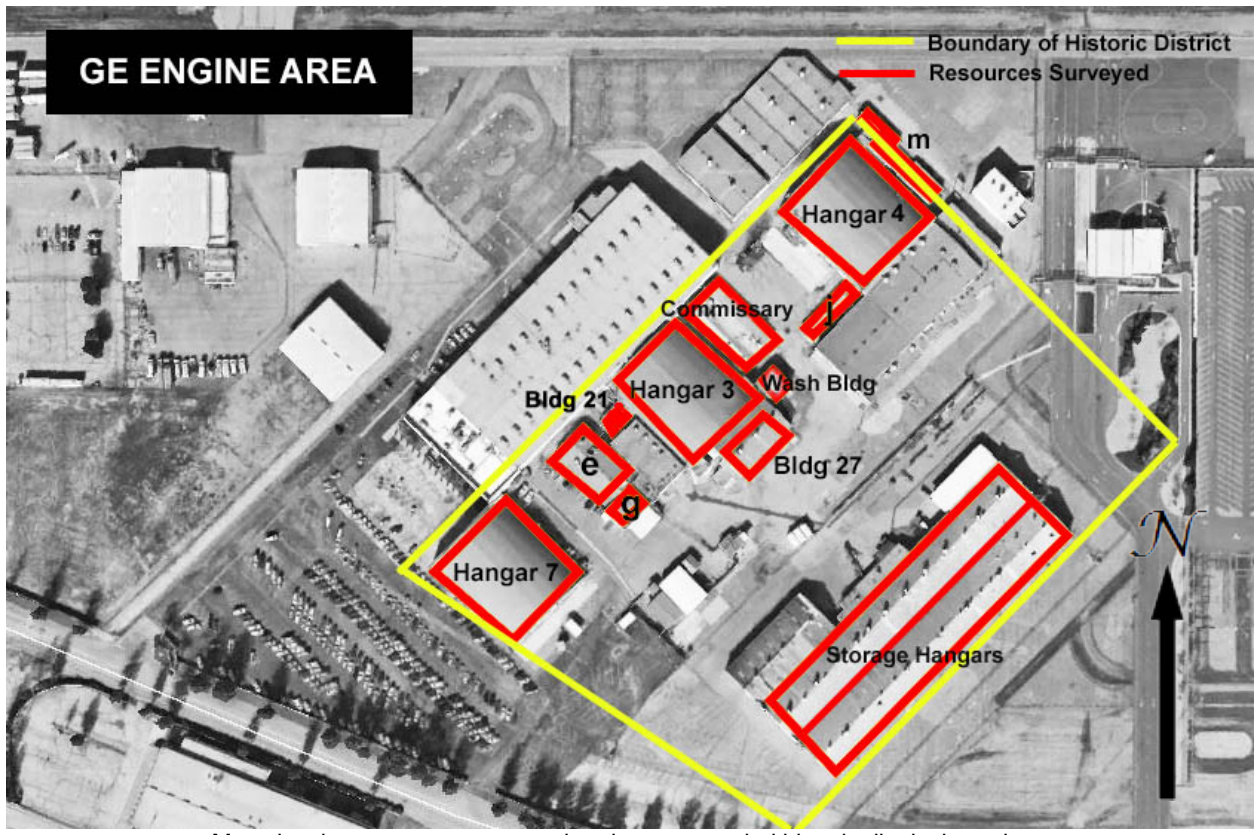 GE ENGINE AREA
Boundary of Historic District
Resources Surveyed
m
Hangar 4
Commissary
j
Hangar 3
Wash Bldg
Bldg 21
e
Bldg 27
g
Hangar 7
N
Storage Hangars